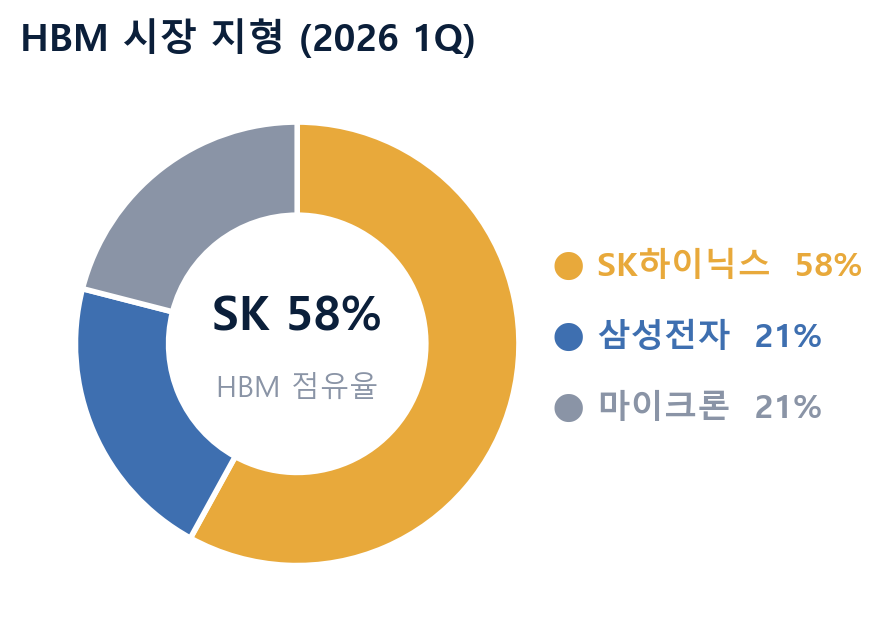 HBM 시장 지형 (2026 1Q)
SK 58%
HBM 점유율
SK하이닉스 58%
삼성전자 21%
마이크론 21%